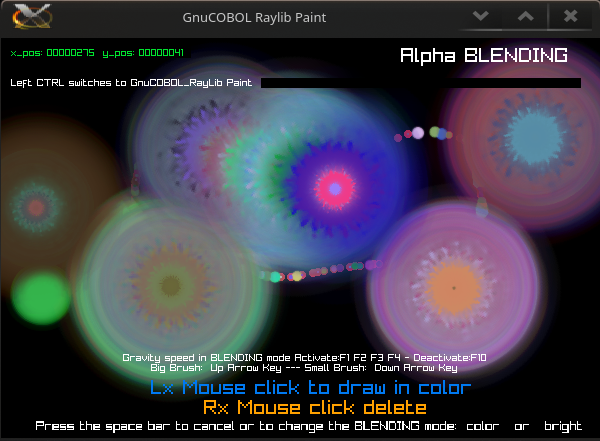 GnuCOBOL Raylib Paint
x_pos: 00000275 y_pos: 00000041
Alpha BLENDING
Left CTRL switches to GnuCOBOL_RayLib Paint
Gravity speed in BLENDING mode Activate:F1 F2 F3 F4 - Deactivate:F10
Big Brush: Up Arrow Key --- Small Brush: Down Arrow Key
Lx Mouse click to draw in color
Rx Mouse click delete
Press the space bar to cancel or to change the BLENDING mode: color or bright